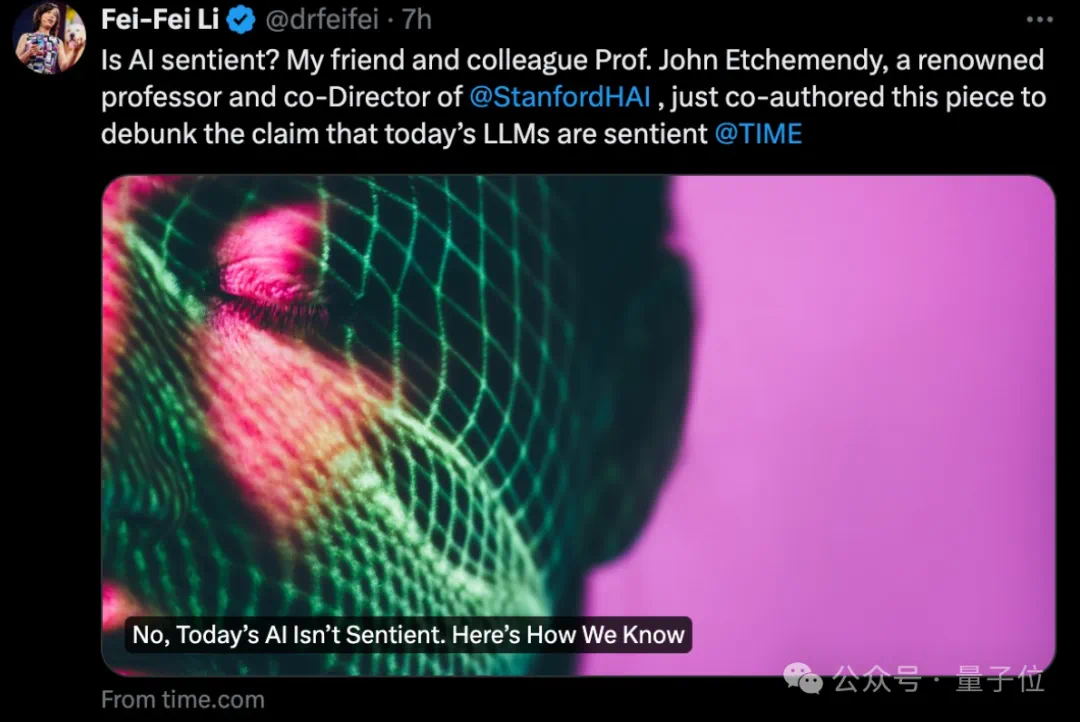 Fei-Fei Li @drfeifei · 7h
Is AI sentient? My friend and colleague Prof. John Etchemendy, a renowned
professor and co-Director of @StanfordHAI , just co-authored this piece to
debunk the claim that today’s LLMs are sentient @TIME
No, Today’s AI Isn’t Sentient. Here’s How We Know
公众号 · 量子位
From time.com